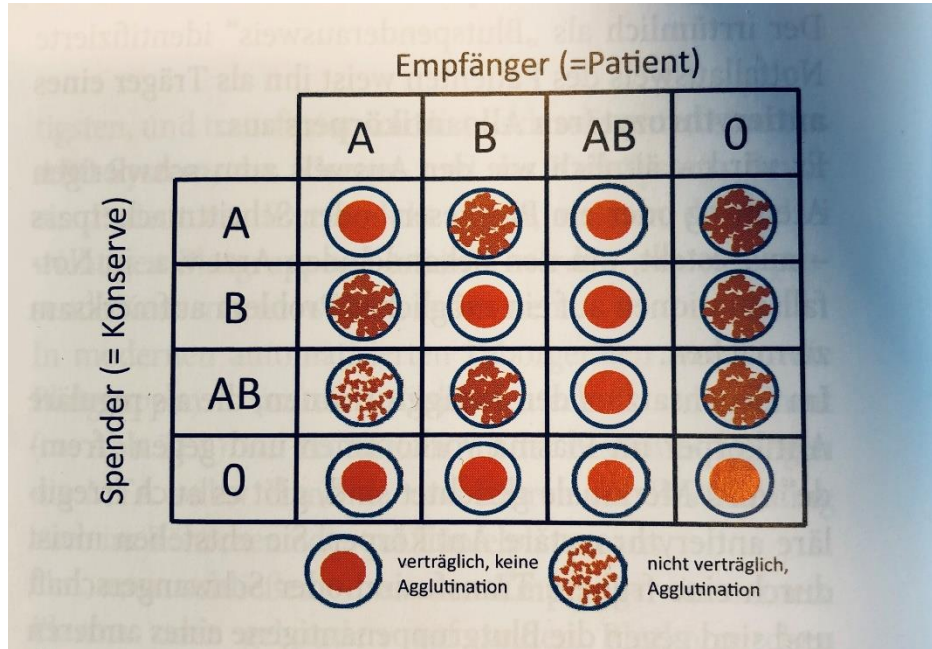 Empfänger (=Patient)
A B AB 0
Spender (= Konserve)
A
B
AB
0
verträglich, keine
Agglutination
nicht verträglich,
Agglutination